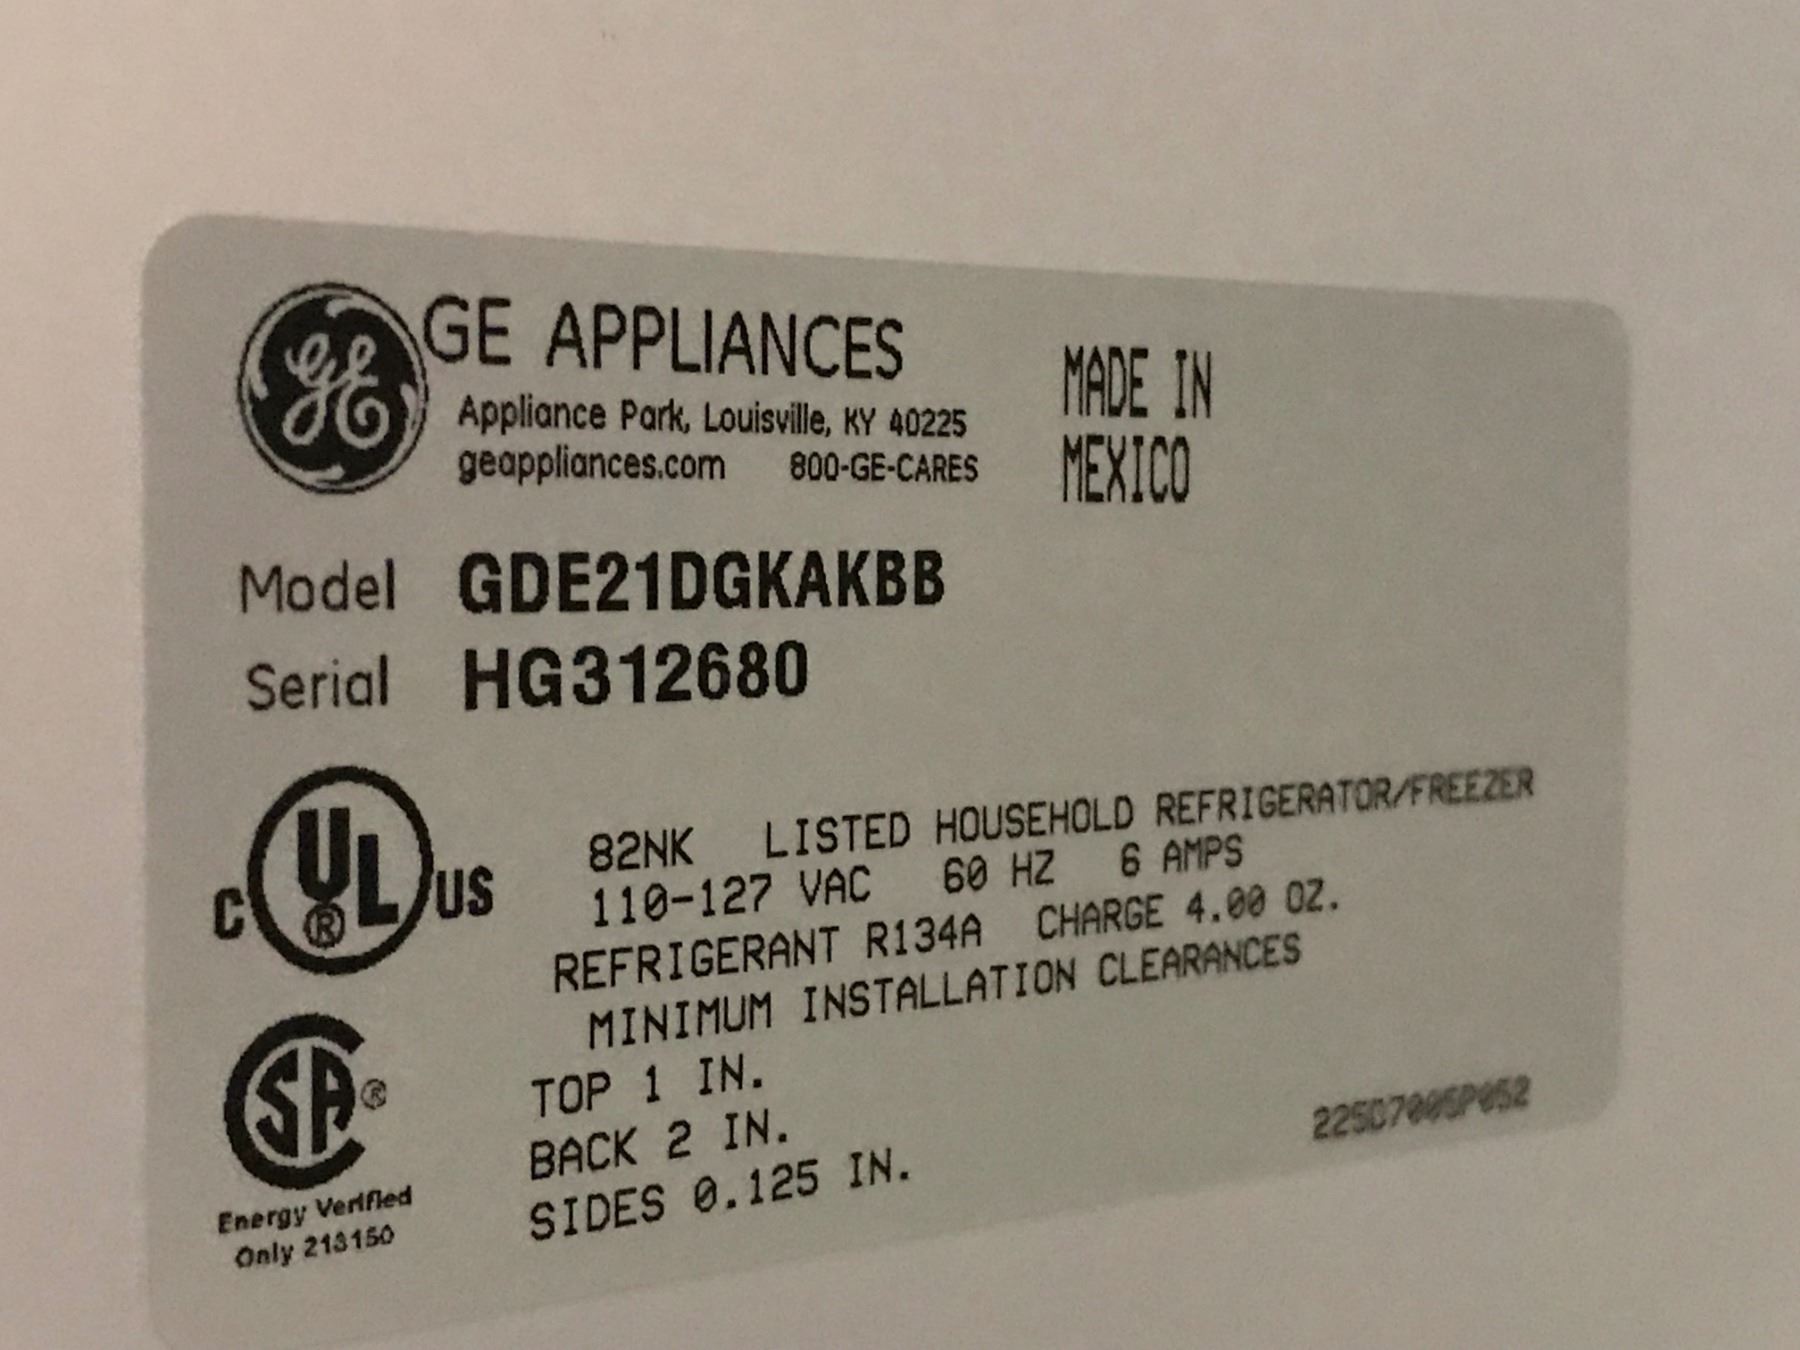 GE APPLIANCES
Appliance Park, Louisville, KY 40225
geappliances.com 800-GE-CARES
MADE IN
MEXICO
Model GDE21DGKAKBB
Serial HG312680
C UL® US
82NK LISTED HOUSEHOLD REFRIGERATOR/FREEZER
110-127 VAC 60 HZ 6 AMPS
REFRIGERANT R134A CHARGE 4.00 OZ.
MINIMUM INSTALLATION CLEARANCES
TOP 1 IN.
BACK 2 IN.
SIDES 0.125 IN.
SA®
Energy Verified
Only 213150
225D7005P052